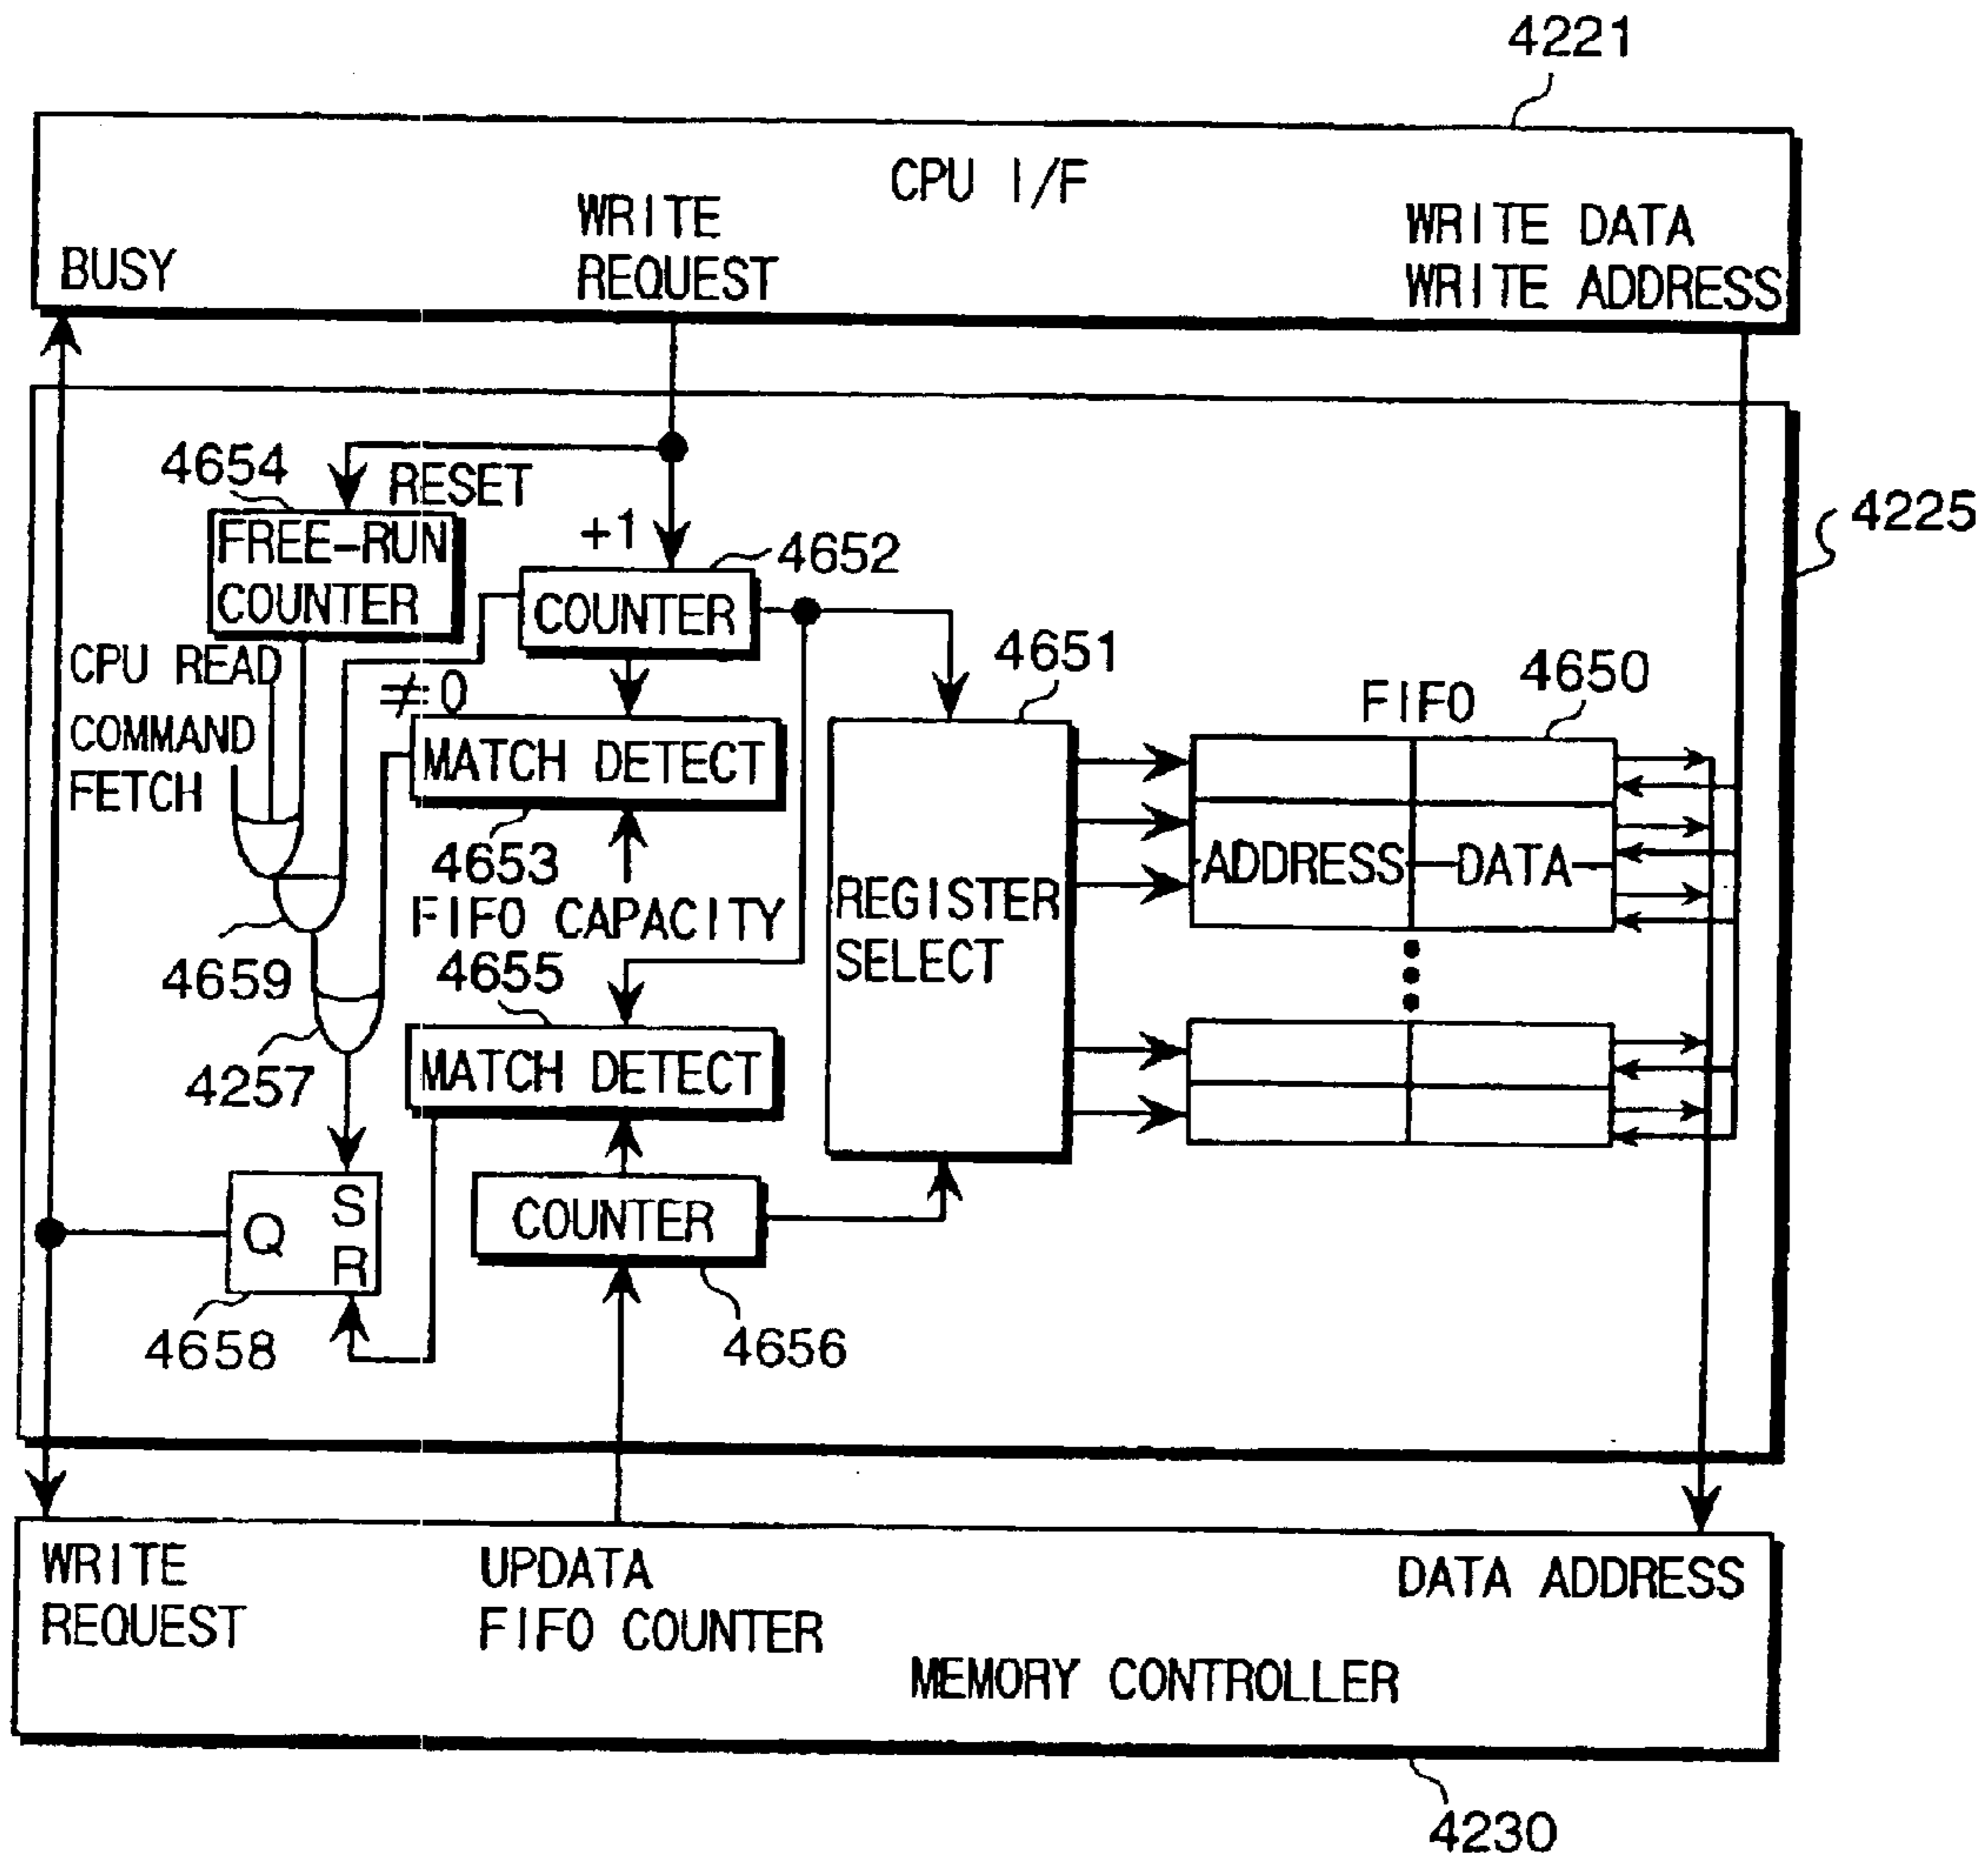 4221
CPU I/F
WRITE
REQUEST
WRITE DATA
WRITE ADDRESS
BUSY
4654
RESET
FREE-RUN
COUNTER
+1
4652
4225
COUNTER
CPU READ
COMMAND
FETCH
≠0
4651
FIFO
4650
MATCH DETECT
4653
FIFO CAPACITY
ADDRESS
DATA
REGISTER
SELECT
4659
4655
4257
MATCH DETECT
S
Q
R
COUNTER
4658
4656
WRITE
REQUEST
UPDATA
FIFO COUNTER
DATA ADDRESS
MEMORY CONTROLLER
4230